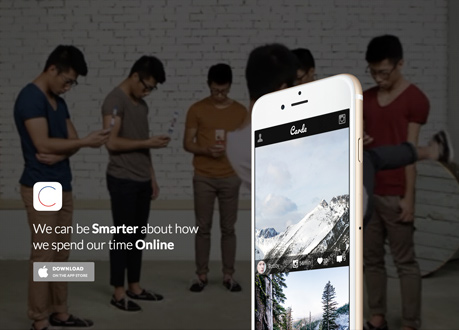 Cards
We can be Smarter about how
we spend our time Online
DOWNLOAD
ON THE APP STORE